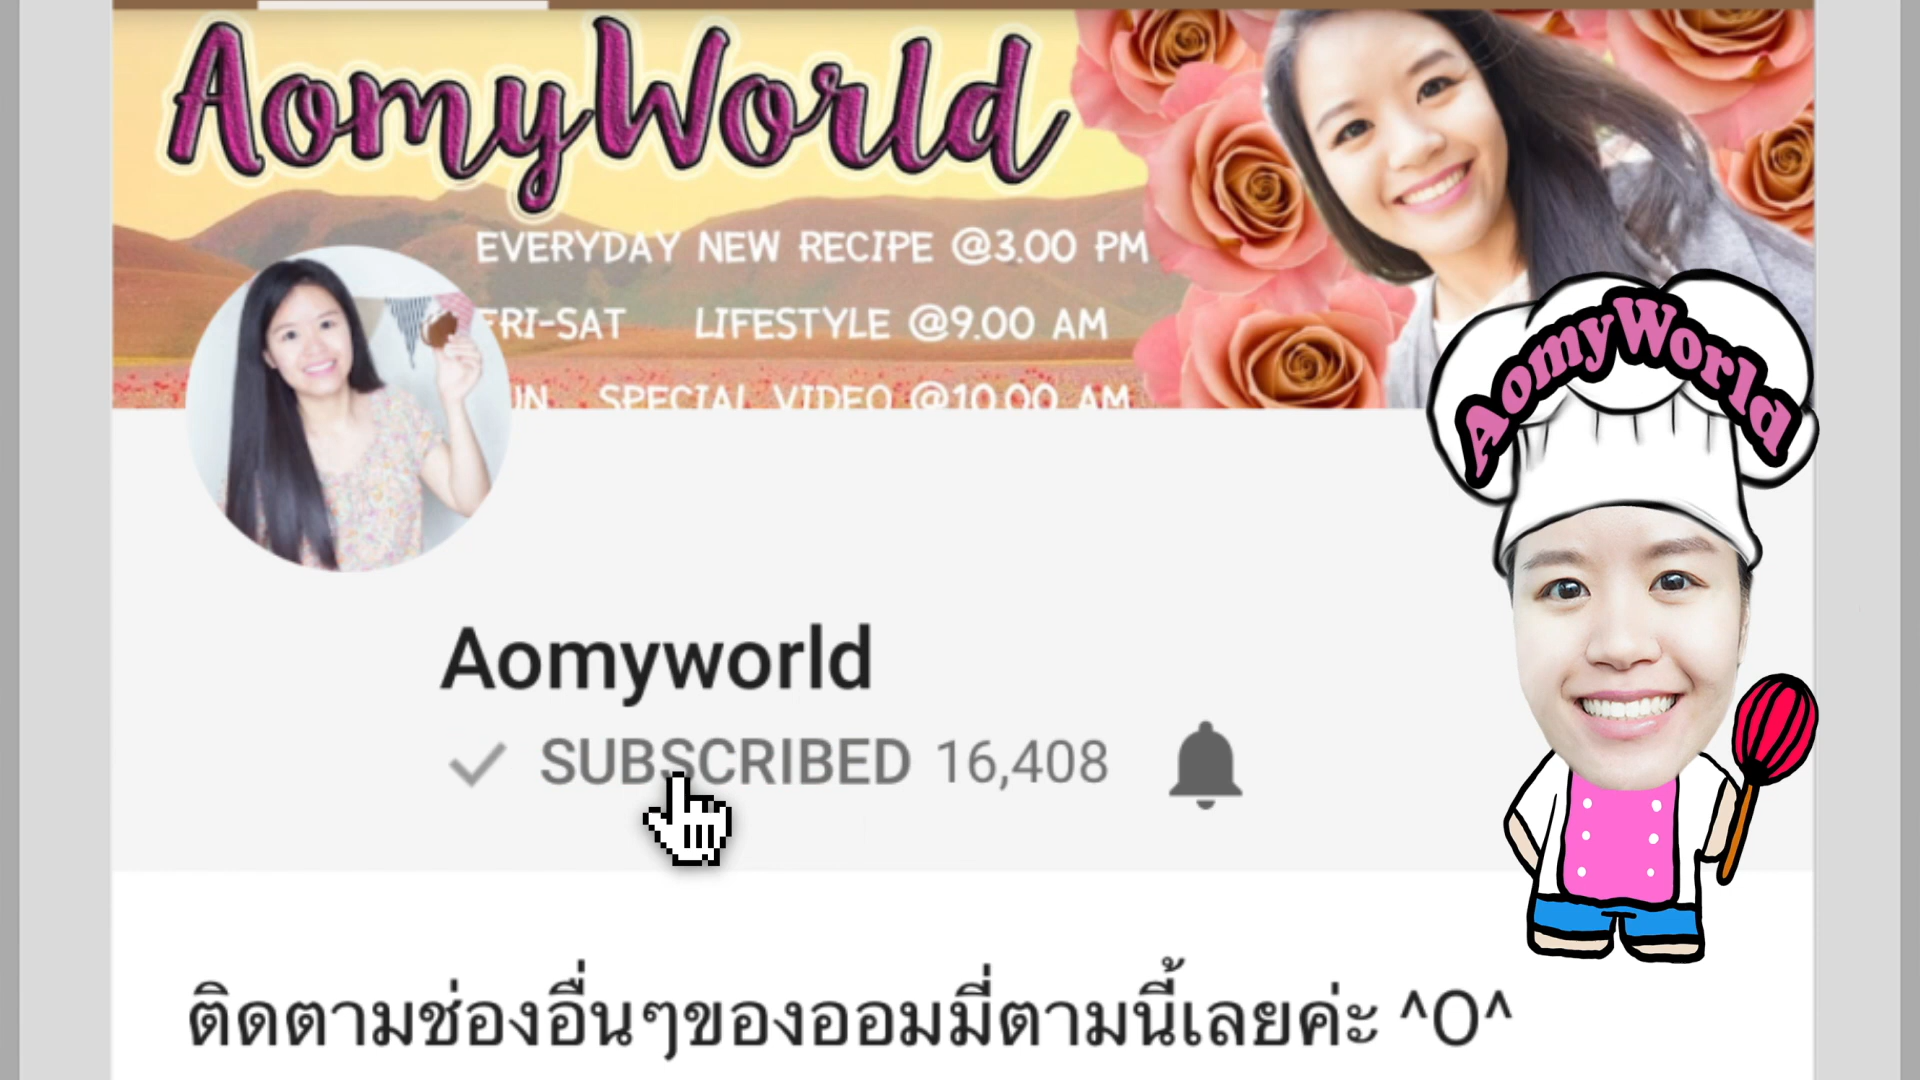 AomyWorld
EVERYDAY NEW RECIPE @3.00 PM
FRI-SAT LIFESTYLE @9.00 AM
SPECIAL VIDEO @10.00 AM
AomyWorld
Aomyworld
SUBSCRIBED 16,408
ติดตามช่องอื่นๆของออมมี่ตามนี้เลยค่ะ ^O^